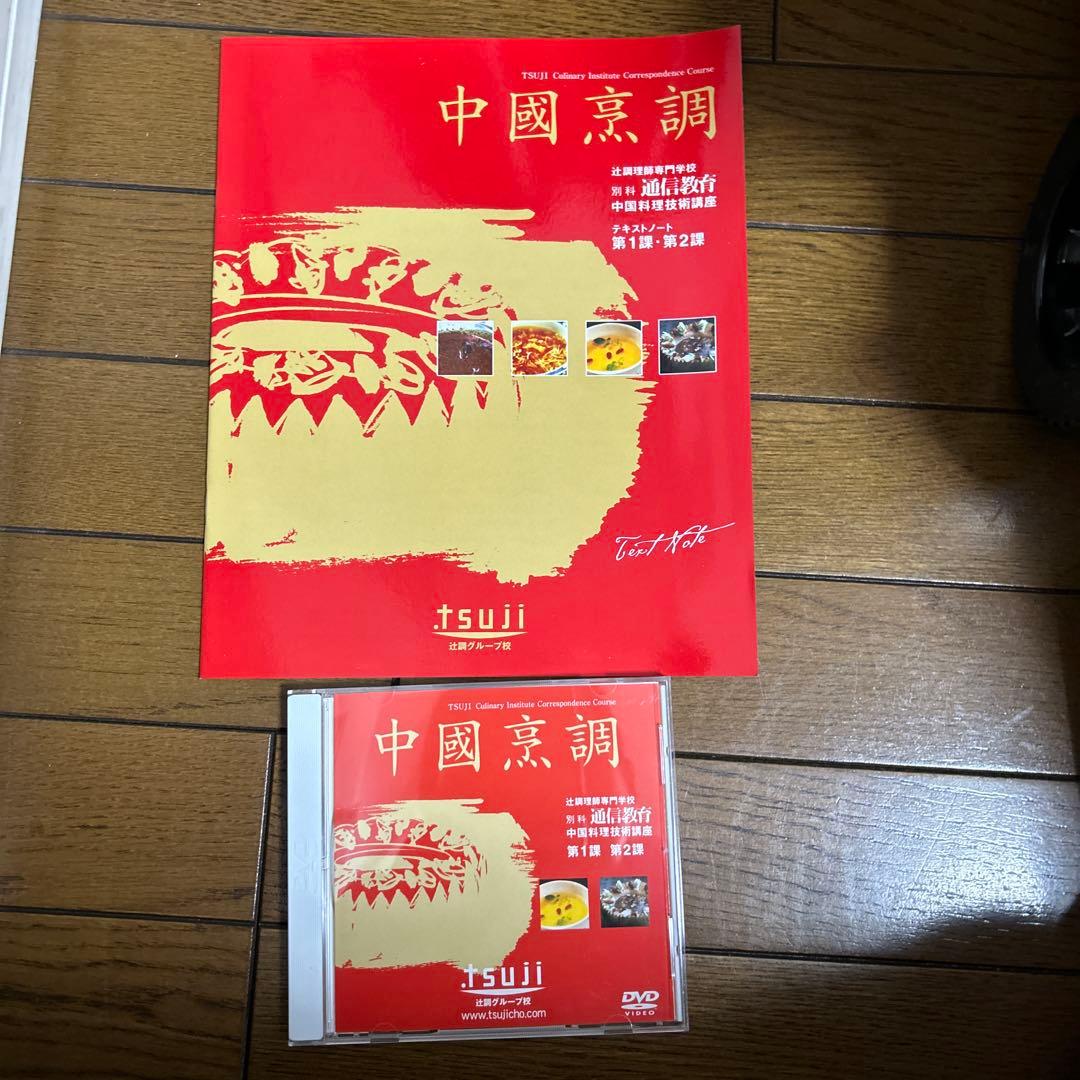 TSUJI Culinary Institute Correspondence Course
中國烹調
辻調理師専門学校
別科 通信教育
中国料理技術講座
テキストノート
第1課・第2課
Text Note
.tsuji
辻調グループ校
TSUJI Culinary Institute Correspondence Course
中國烹調
辻調理師専門学校
別科 通信教育
中国料理技術講座
第1課 第2課
.tsuji
辻調グループ校
www.tsujicho.com
DVD
VIDEO